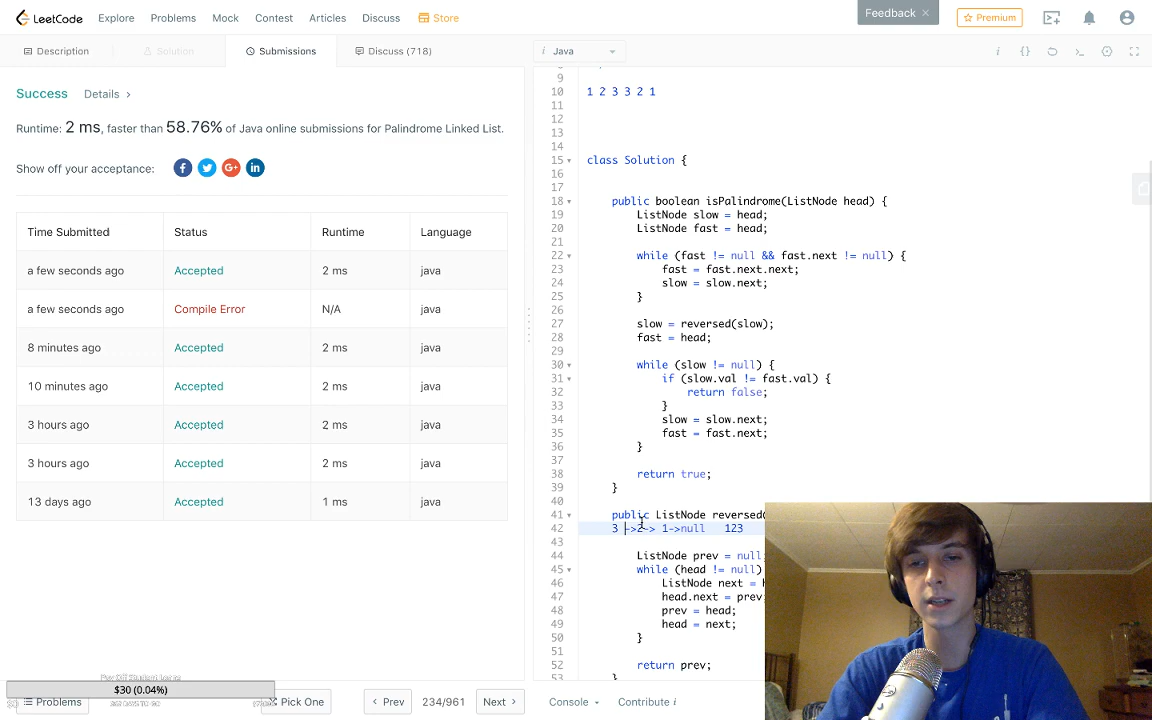 LeetCode Explore Problems Mock Contest Articles Discuss Store Feedback × Premium
Description Solution Submissions Discuss (718) i Java
Success Details >
Runtime: 2 ms, faster than 58.76% of Java online submissions for Palindrome Linked List.
Show off your acceptance:
Time Submitted Status Runtime Language
a few seconds ago Accepted 2 ms java
a few seconds ago Compile Error N/A java
8 minutes ago Accepted 2 ms java
10 minutes ago Accepted 2 ms java
3 hours ago Accepted 2 ms java
3 hours ago Accepted 2 ms java
13 days ago Accepted 1 ms java
$30 (0.04%)
Problems Pick One < Prev 234/961 Next >
9
10 1 2 3 3 2 1
11
12
13
14
15 class Solution {
16
17
18 public boolean isPalindrome(ListNode head) {
19 ListNode slow = head;
20 ListNode fast = head;
21
22 while (fast != null && fast.next != null) {
23 fast = fast.next.next;
24 slow = slow.next;
25 }
26
27 slow = reversed(slow);
28 fast = head;
29
30 while (slow != null) {
31 if (slow.val != fast.val) {
32 return false;
33 }
34 slow = slow.next;
35 fast = fast.next;
36 }
37
38 return true;
39 }
40
41 public ListNode reversed(
42 3 ->2-> 1->null 123
43
44 ListNode prev = null;
45 while (head != null)
46 ListNode next = h
47 head.next = prev;
48 prev = head;
49 head = next;
50 }
51
52 return prev;
53 }
Console Contribute i